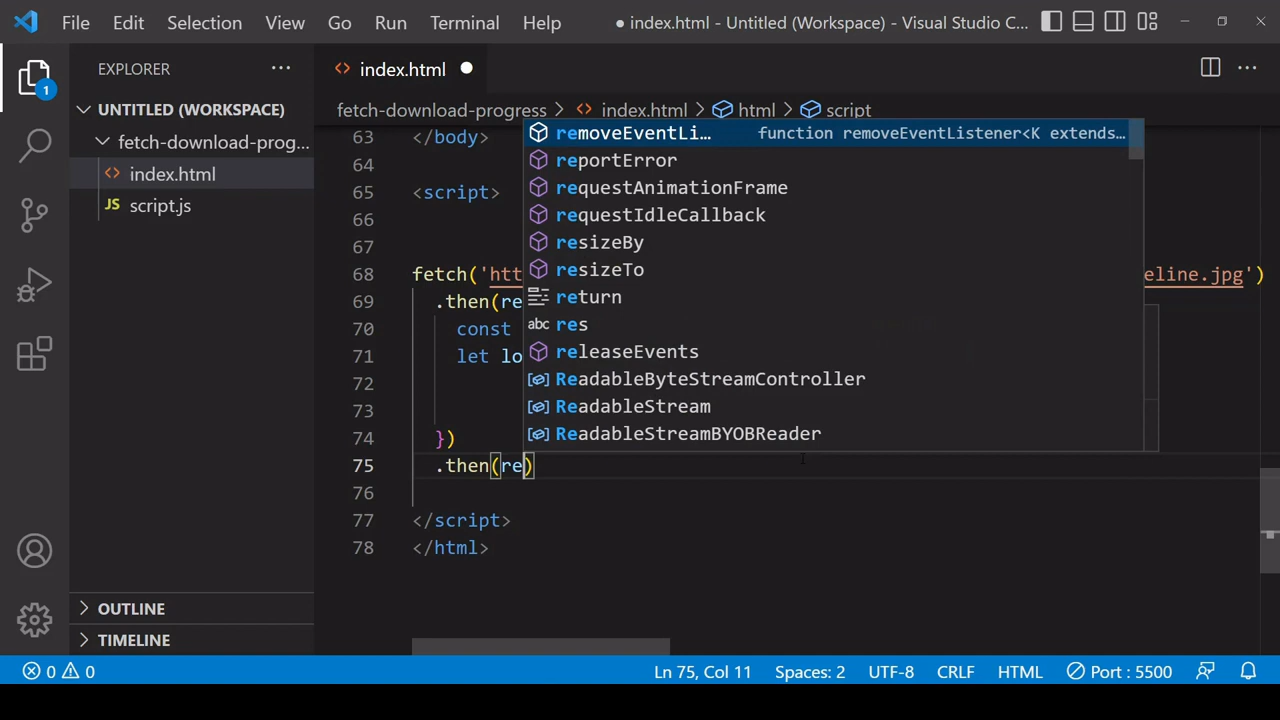 File Edit Selection View Go Run Terminal Help ● index.html - Untitled (Workspace) - Visual Studio C...
EXPLORER ...
index.html
1
UNTITLED (WORKSPACE)
fetch-download-prog...
index.html
JS script.js
OUTLINE
TIMELINE
fetch-download-progress > index.html > html > script
63 </body>
64
65 <script>
66
67
68 fetch('htt eline.jpg')
69 .then(re
70 const
71 let lo
72
73
74 })
75 .then(re)
76
77 </script>
78 </html>
removeEventLi... function removeEventListener<K extends...
reportError
requestAnimationFrame
requestIdleCallback
resizeBy
resizeTo
return
abc res
releaseEvents
ReadableByteStreamController
ReadableStream
ReadableStreamBYOBReader
0 0 Ln 75, Col 11 Spaces: 2 UTF-8 CRLF HTML Port : 5500